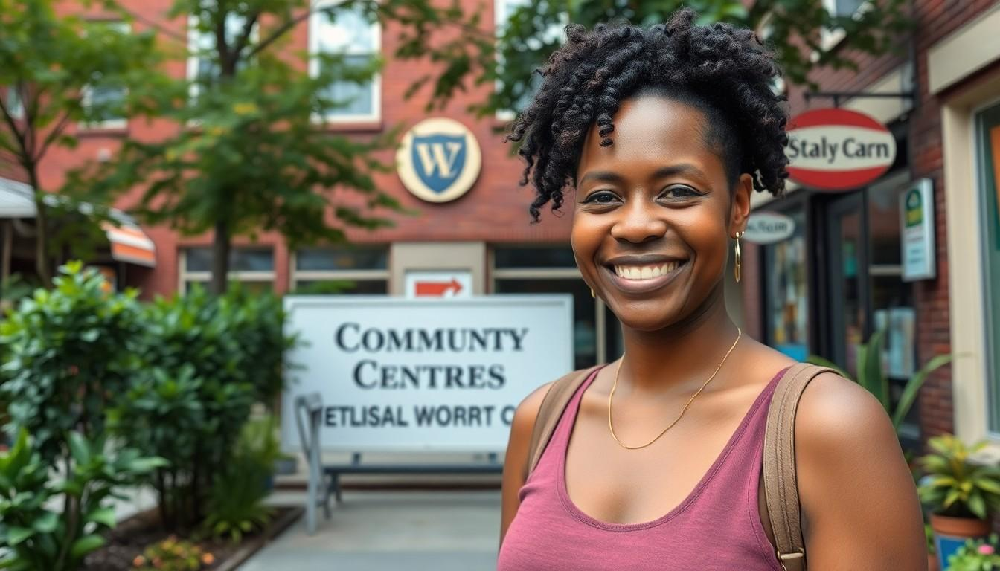 W
Staly Carn
COMMUNTY
CENTRES
ETLISAL WORRT C